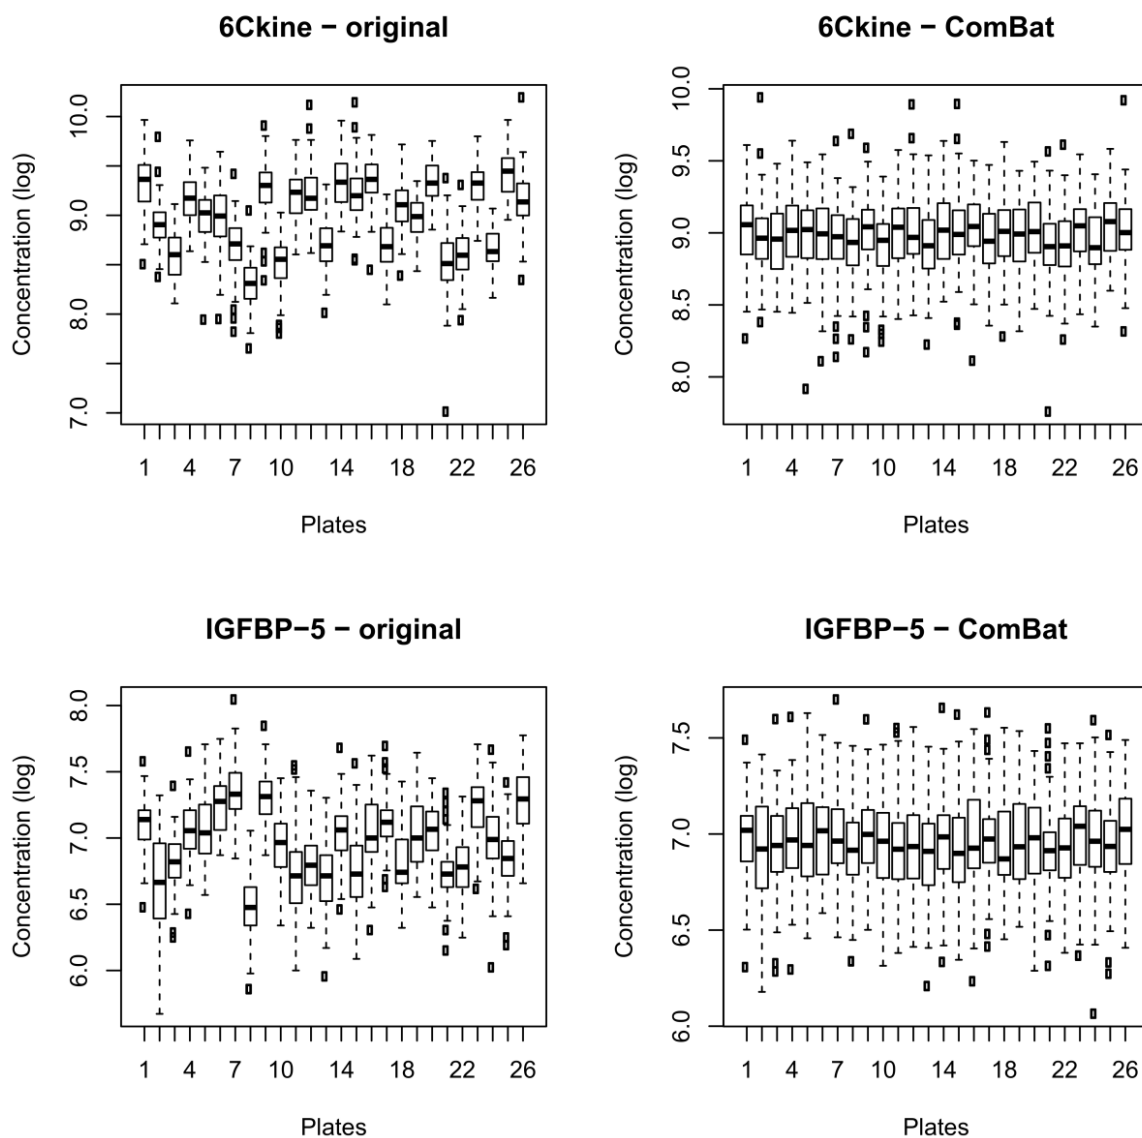 6Ckine − original
Concentration (log)
10.0
9.0
8.0
7.0
1 4 7 10 14 18 22 26
Plates
6Ckine − ComBat
Concentration (log)
10.0
9.5
9.0
8.5
8.0
1 4 7 10 14 18 22 26
Plates
IGFBP−5 − original
Concentration (log)
8.0
7.5
7.0
6.5
6.0
1 4 7 10 14 18 22 26
Plates
IGFBP−5 − ComBat
Concentration (log)
7.5
7.0
6.5
6.0
1 4 7 10 14 18 22 26
Plates